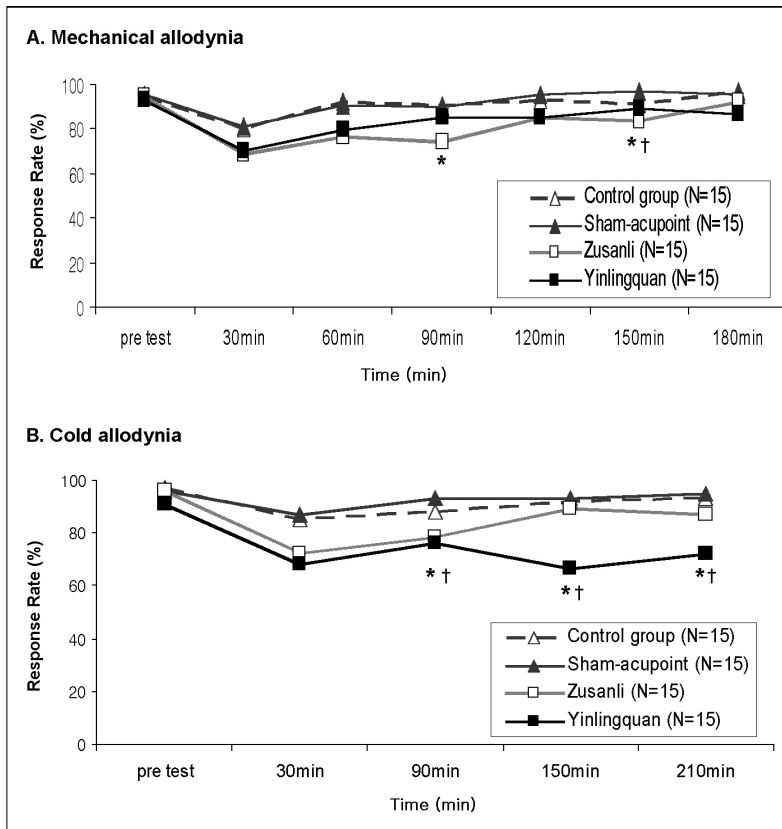 A. Mechanical allodynia
Response Rate (%)
100
80
60
40
20
0
* 
*†
Control group (N=15)
Sham-acupoint (N=15)
Zusanli (N=15)
Yinlingquan (N=15)
pre test 30min 60min 90min 120min 150min 180min
Time (min)
B. Cold allodynia
Response Rate (%)
100
80
60
40
20
0
*† *† *†
Control group (N=15)
Sham-acupoint (N=15)
Zusanli (N=15)
Yinlingquan (N=15)
pre test 30min 90min 150min 210min
Time (min)